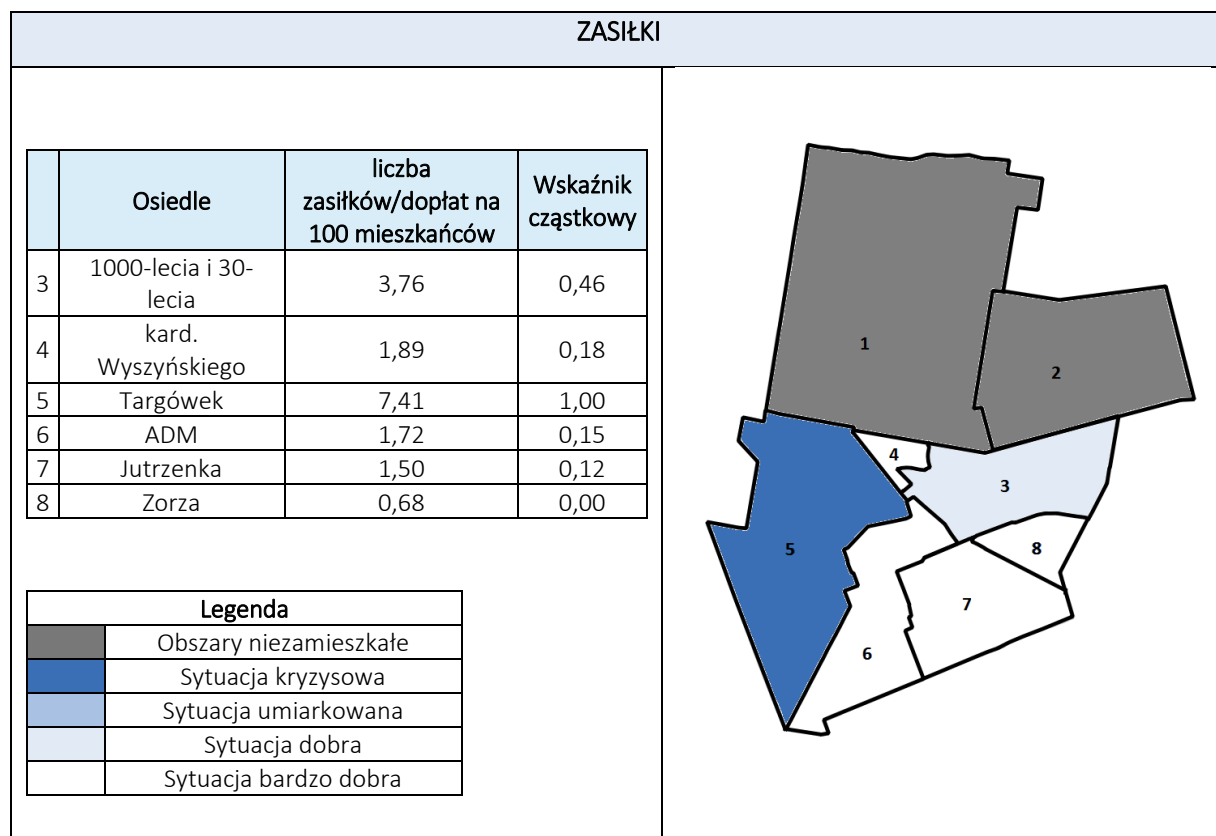 ZASIŁKI
Osiedle
liczba
zasiłków/dopłat na
100 mieszkańców
Wskaźnik
cząstkowy
3 1000-lecia i 30-
lecia 3,76 0,46
4 kard.
Wyszyńskiego 1,89 0,18
5 Targówek 7,41 1,00
6 ADM 1,72 0,15
7 Jutrzenka 1,50 0,12
8 Zorza 0,68 0,00
Legenda
Obszary niezamieszkałe
Sytuacja kryzysowa
Sytuacja umiarkowana
Sytuacja dobra
Sytuacja bardzo dobra
1
2
4
3
5
8
7
6